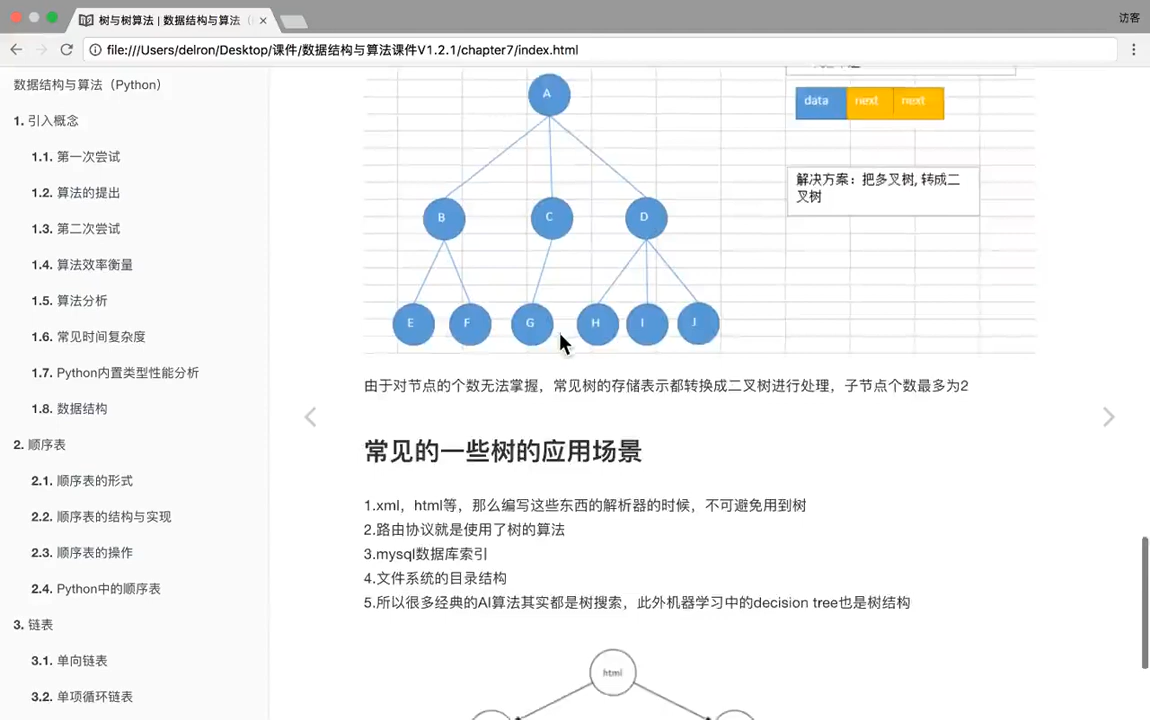 树与树算法 | 数据结构与算法（
访客
file:///Users/delron/Desktop/课件/数据结构与算法课件V1.2.1/chapter7/index.html
数据结构与算法（Python）
1. 引入概念
1.1. 第一次尝试
1.2. 算法的提出
1.3. 第二次尝试
1.4. 算法效率衡量
1.5. 算法分析
1.6. 常见时间复杂度
1.7. Python内置类型性能分析
1.8. 数据结构
2. 顺序表
2.1. 顺序表的形式
2.2. 顺序表的结构与实现
2.3. 顺序表的操作
2.4. Python中的顺序表
3. 链表
3.1. 单向链表
3.2. 单项循环链表
A
B C D
E F G H I J
data next next
解决方案：把多叉树, 转成二
叉树
由于对节点的个数无法掌握，常见树的存储表示都转换成二叉树进行处理，子节点个数最多为2
常见的一些树的应用场景
1.xml，html等，那么编写这些东西的解析器的时候，不可避免用到树
2.路由协议就是使用了树的算法
3.mysql数据库索引
4.文件系统的目录结构
5.所以很多经典的AI算法其实都是树搜索，此外机器学习中的decision tree也是树结构
html